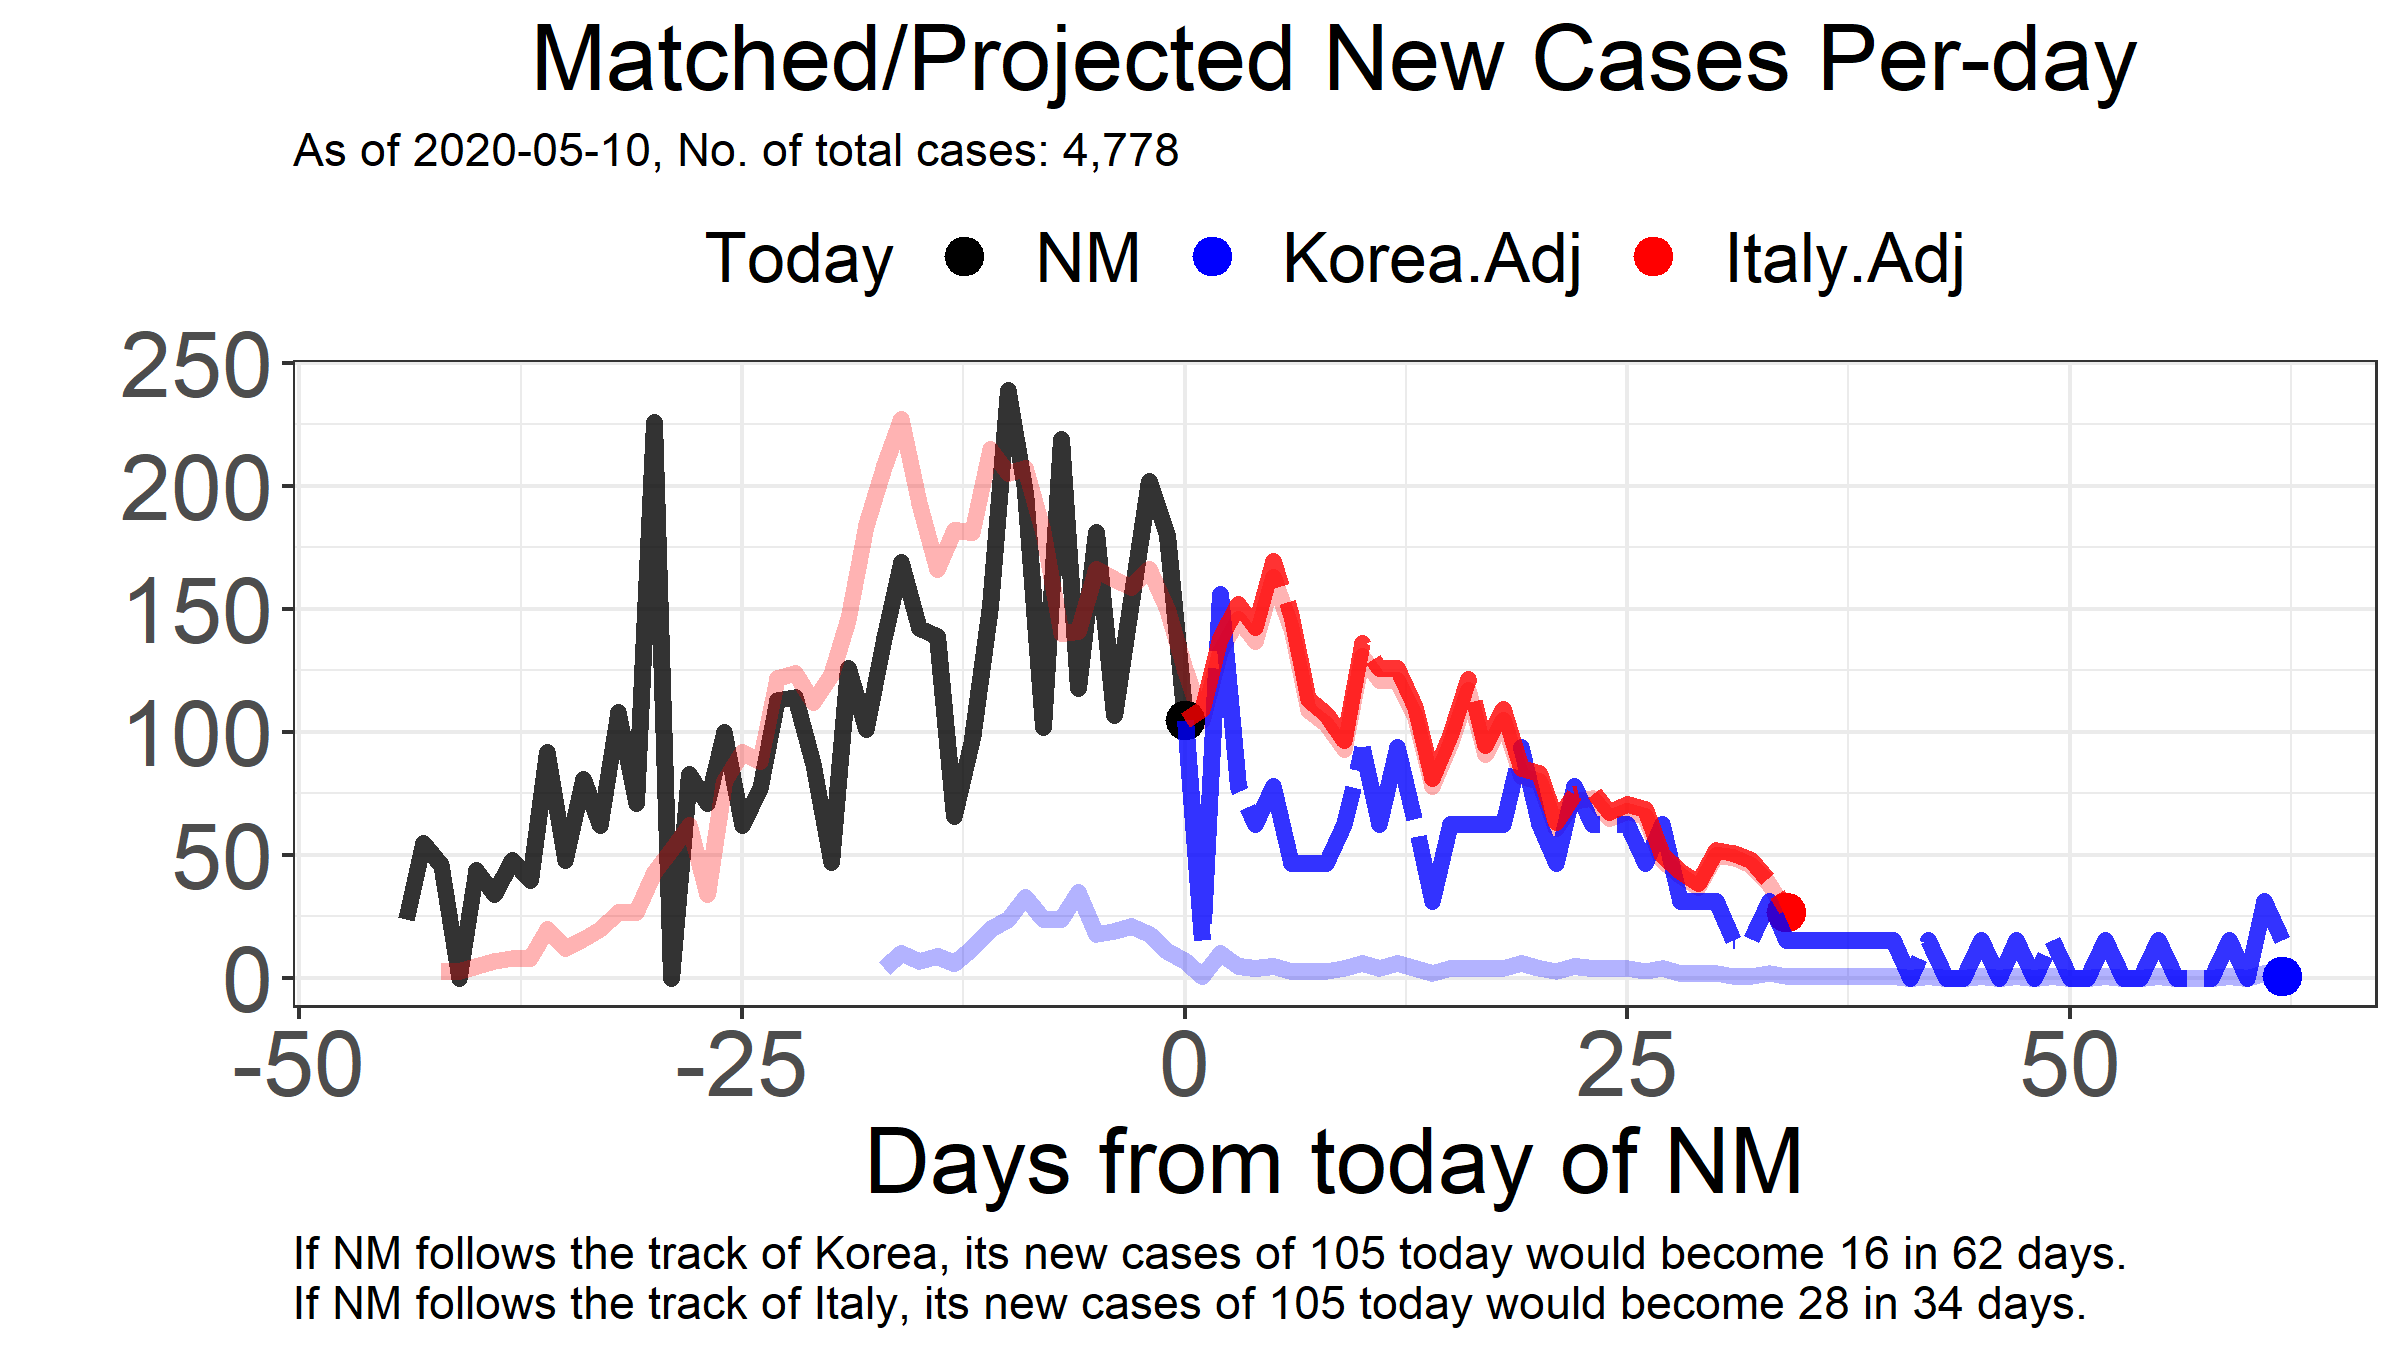 Matched/Projected New Cases Per-day
As of 2020-05-10, No. of total cases: 4,778
Today NM Korea.Adj Italy.Adj
250
200
150
100
50
0
-50 -25 0 25 50
Days from today of NM
If NM follows the track of Korea, its new cases of 105 today would become 16 in 62 days.
If NM follows the track of Italy, its new cases of 105 today would become 28 in 34 days.